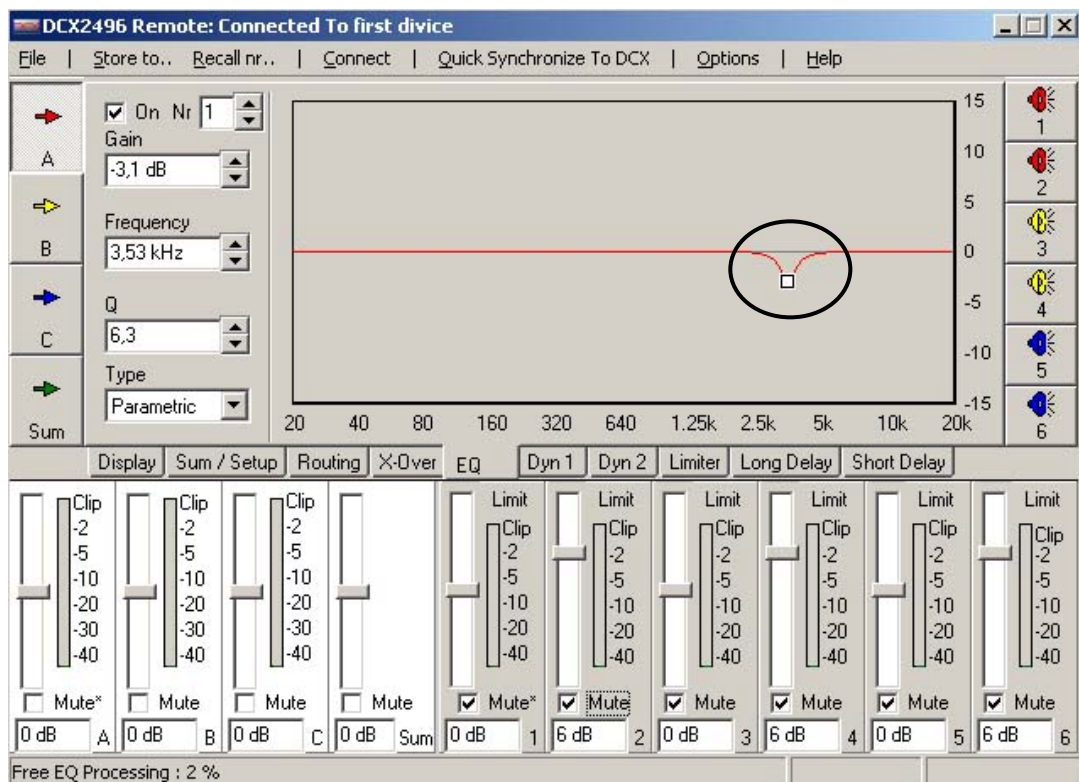 DCX2496 Remote: Connected To first divice
File | Store to.. Recall nr.. | Connect | Quick Synchronize To DCX | Options | Help
A
B
C
Sum
On Nr 1
Gain
-3,1 dB
Frequency
3,53 kHz
Q
6,3
Type
Parametric
15
10
5
0
-5
-10
-15
20 40 80 160 320 640 1.25k 2.5k 5k 10k 20k
1
2
3
4
5
6
Display Sum / Setup Routing X-Over EQ Dyn 1 Dyn 2 Limiter Long Delay Short Delay
Clip
-2
-5
-10
-20
-30
-40
Mute*
0 dB A
Clip
-2
-5
-10
-20
-30
-40
Mute
0 dB B
Clip
-2
-5
-10
-20
-30
-40
Mute
0 dB C
Mute
0 dB Sum
Limit
Clip
-2
-5
-10
-20
-40
Mute*
0 dB 1
Limit
Clip
-2
-5
-10
-20
-40
Mute
6 dB 2
Limit
Clip
-2
-5
-10
-20
-40
Mute
0 dB 3
Limit
Clip
-2
-5
-10
-20
-40
Mute
6 dB 4
Limit
Clip
-2
-5
-10
-20
-40
Mute
0 dB 5
Limit
Clip
-2
-5
-10
-20
-40
Mute
6 dB 6
Free EQ Processing : 2 %